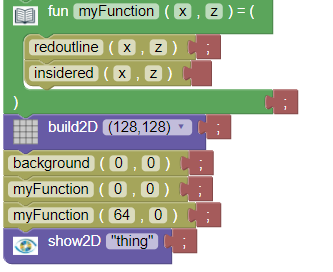 fun myFunction ( x , z ) = (
redoutline ( x , z ) ;
insidered ( x , z ) ;
) ;
build2D (128,128) ;
background ( 0 , 0 ) ;
myFunction ( 0 , 0 ) ;
myFunction ( 64 , 0 ) ;
show2D "thing" ;